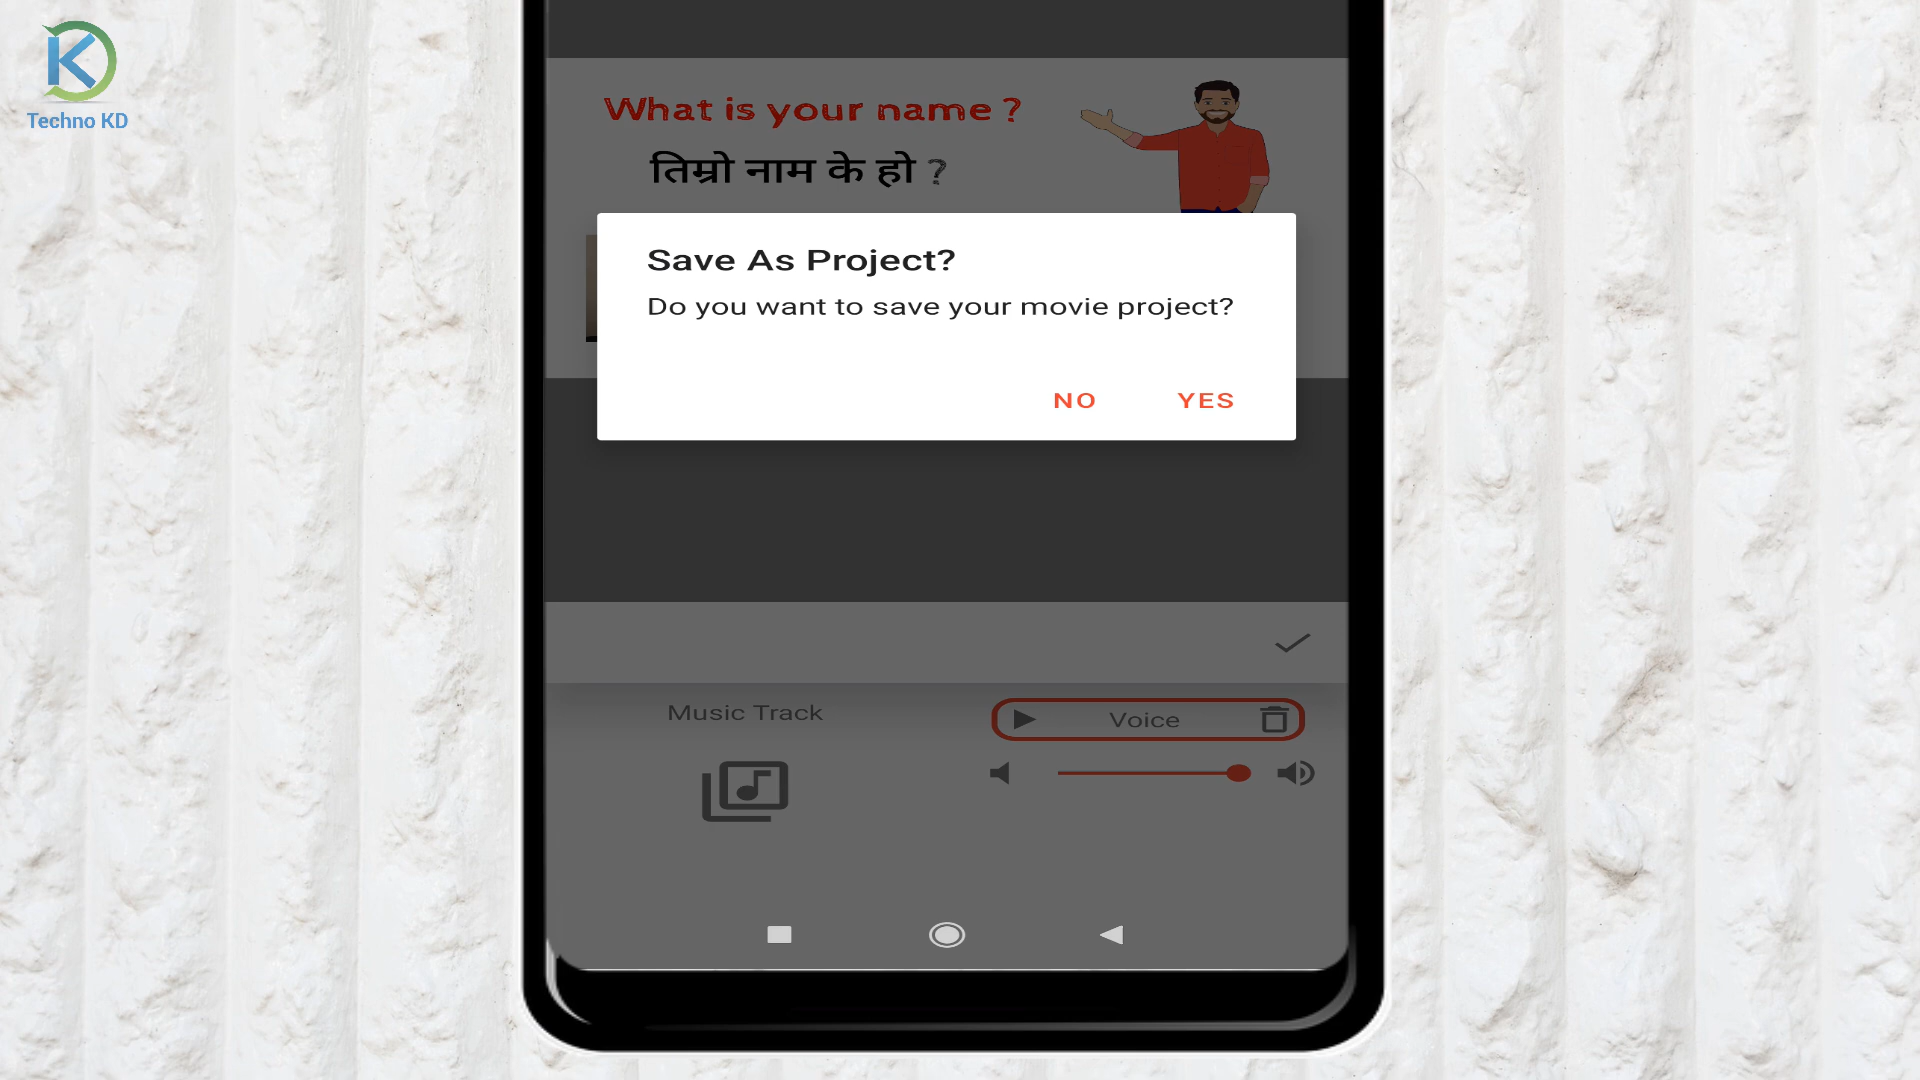 Techno KD
What is your name ?
तिम्रो नाम के हो ?
Save As Project?
Do you want to save your movie project?
NO YES
Music Track
Voice